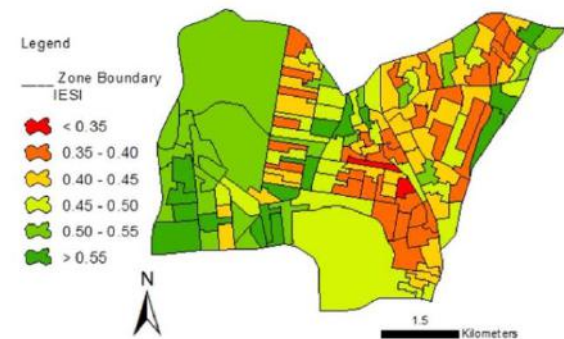 Legend
Zone Boundary
IESI
< 0.35
0.35 - 0.40
0.40 - 0.45
0.45 - 0.50
0.50 - 0.55
> 0.55
N
1.5
Kilometers